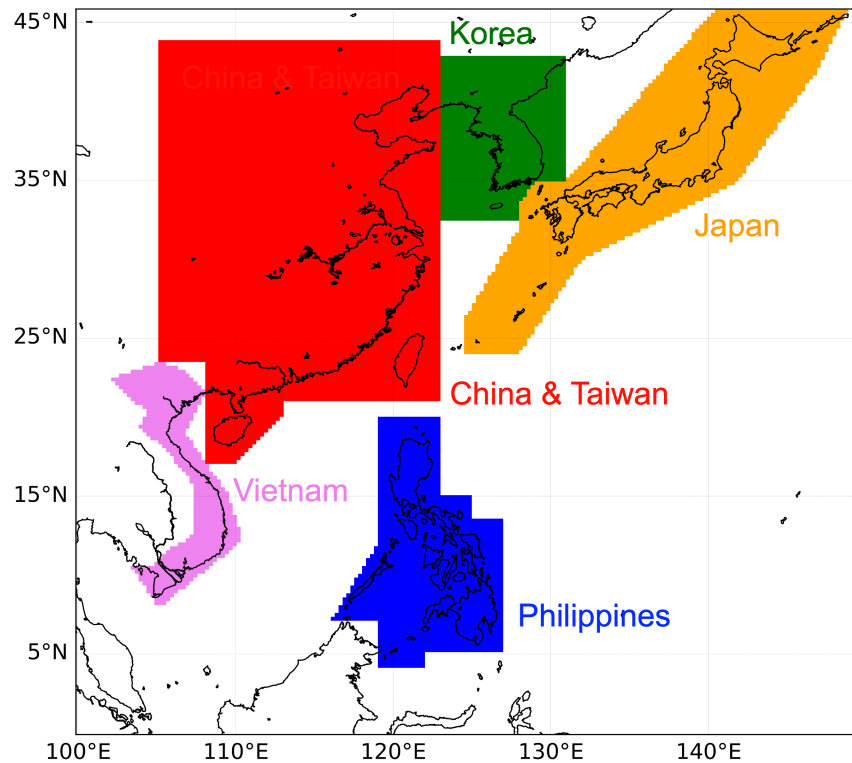 45°N
Korea
China & Taiwan
35°N
Japan
25°N
China & Taiwan
Vietnam
15°N
Philippines
5°N
100°E
110°E
120°E
130°E
140°E